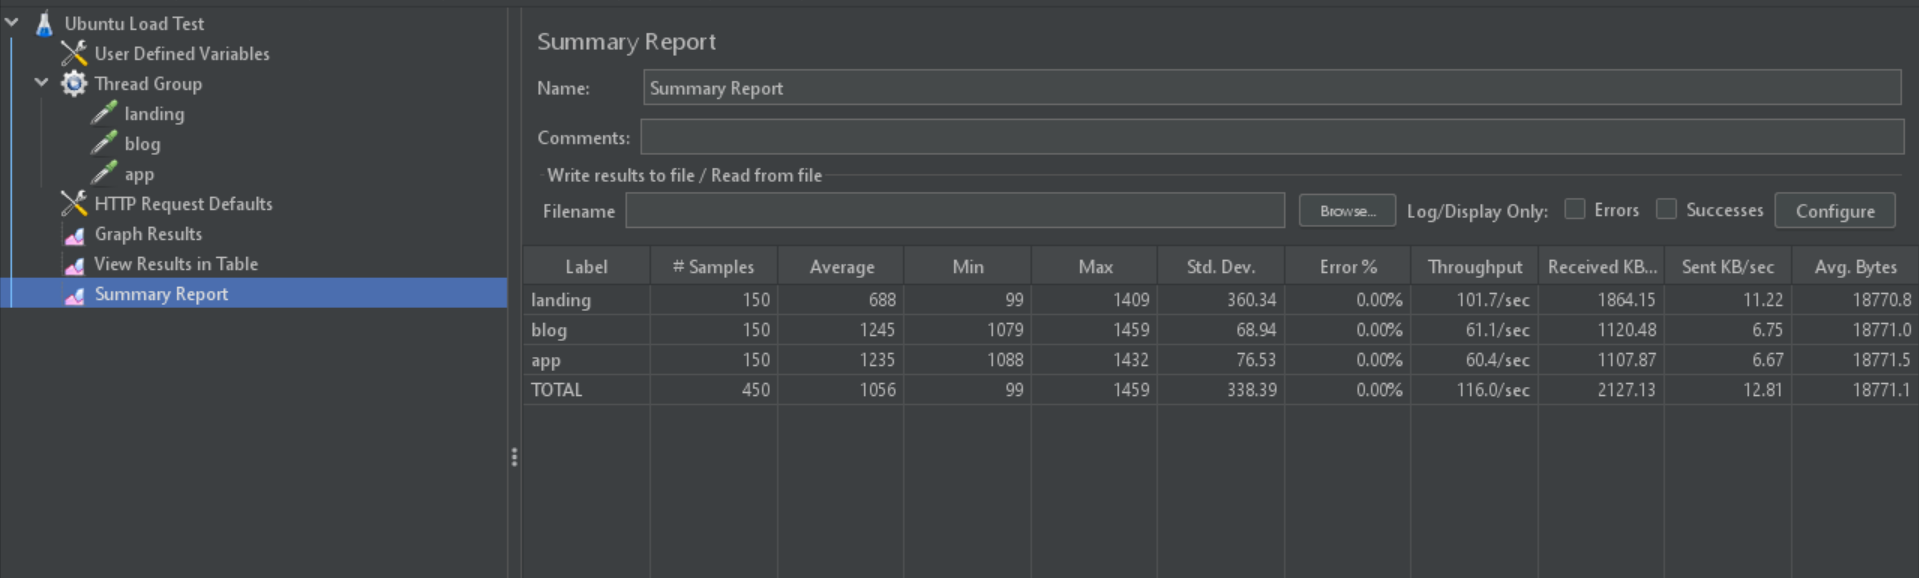 Ubuntu Load Test
User Defined Variables
Thread Group
landing
blog
app
HTTP Request Defaults
Graph Results
View Results in Table
Summary Report
Summary Report
Name: Summary Report
Comments:
Write results to file / Read from file
Filename Browse... Log/Display Only: Errors Successes Configure
Label # Samples Average Min Max Std. Dev. Error % Throughput Received KB... Sent KB/sec Avg. Bytes
landing 150 688 99 1409 360.34 0.00% 101.7/sec 1864.15 11.22 18770.8
blog 150 1245 1079 1459 68.94 0.00% 61.1/sec 1120.48 6.75 18771.0
app 150 1235 1088 1432 76.53 0.00% 60.4/sec 1107.87 6.67 18771.5
TOTAL 450 1056 99 1459 338.39 0.00% 116.0/sec 2127.13 12.81 18771.1